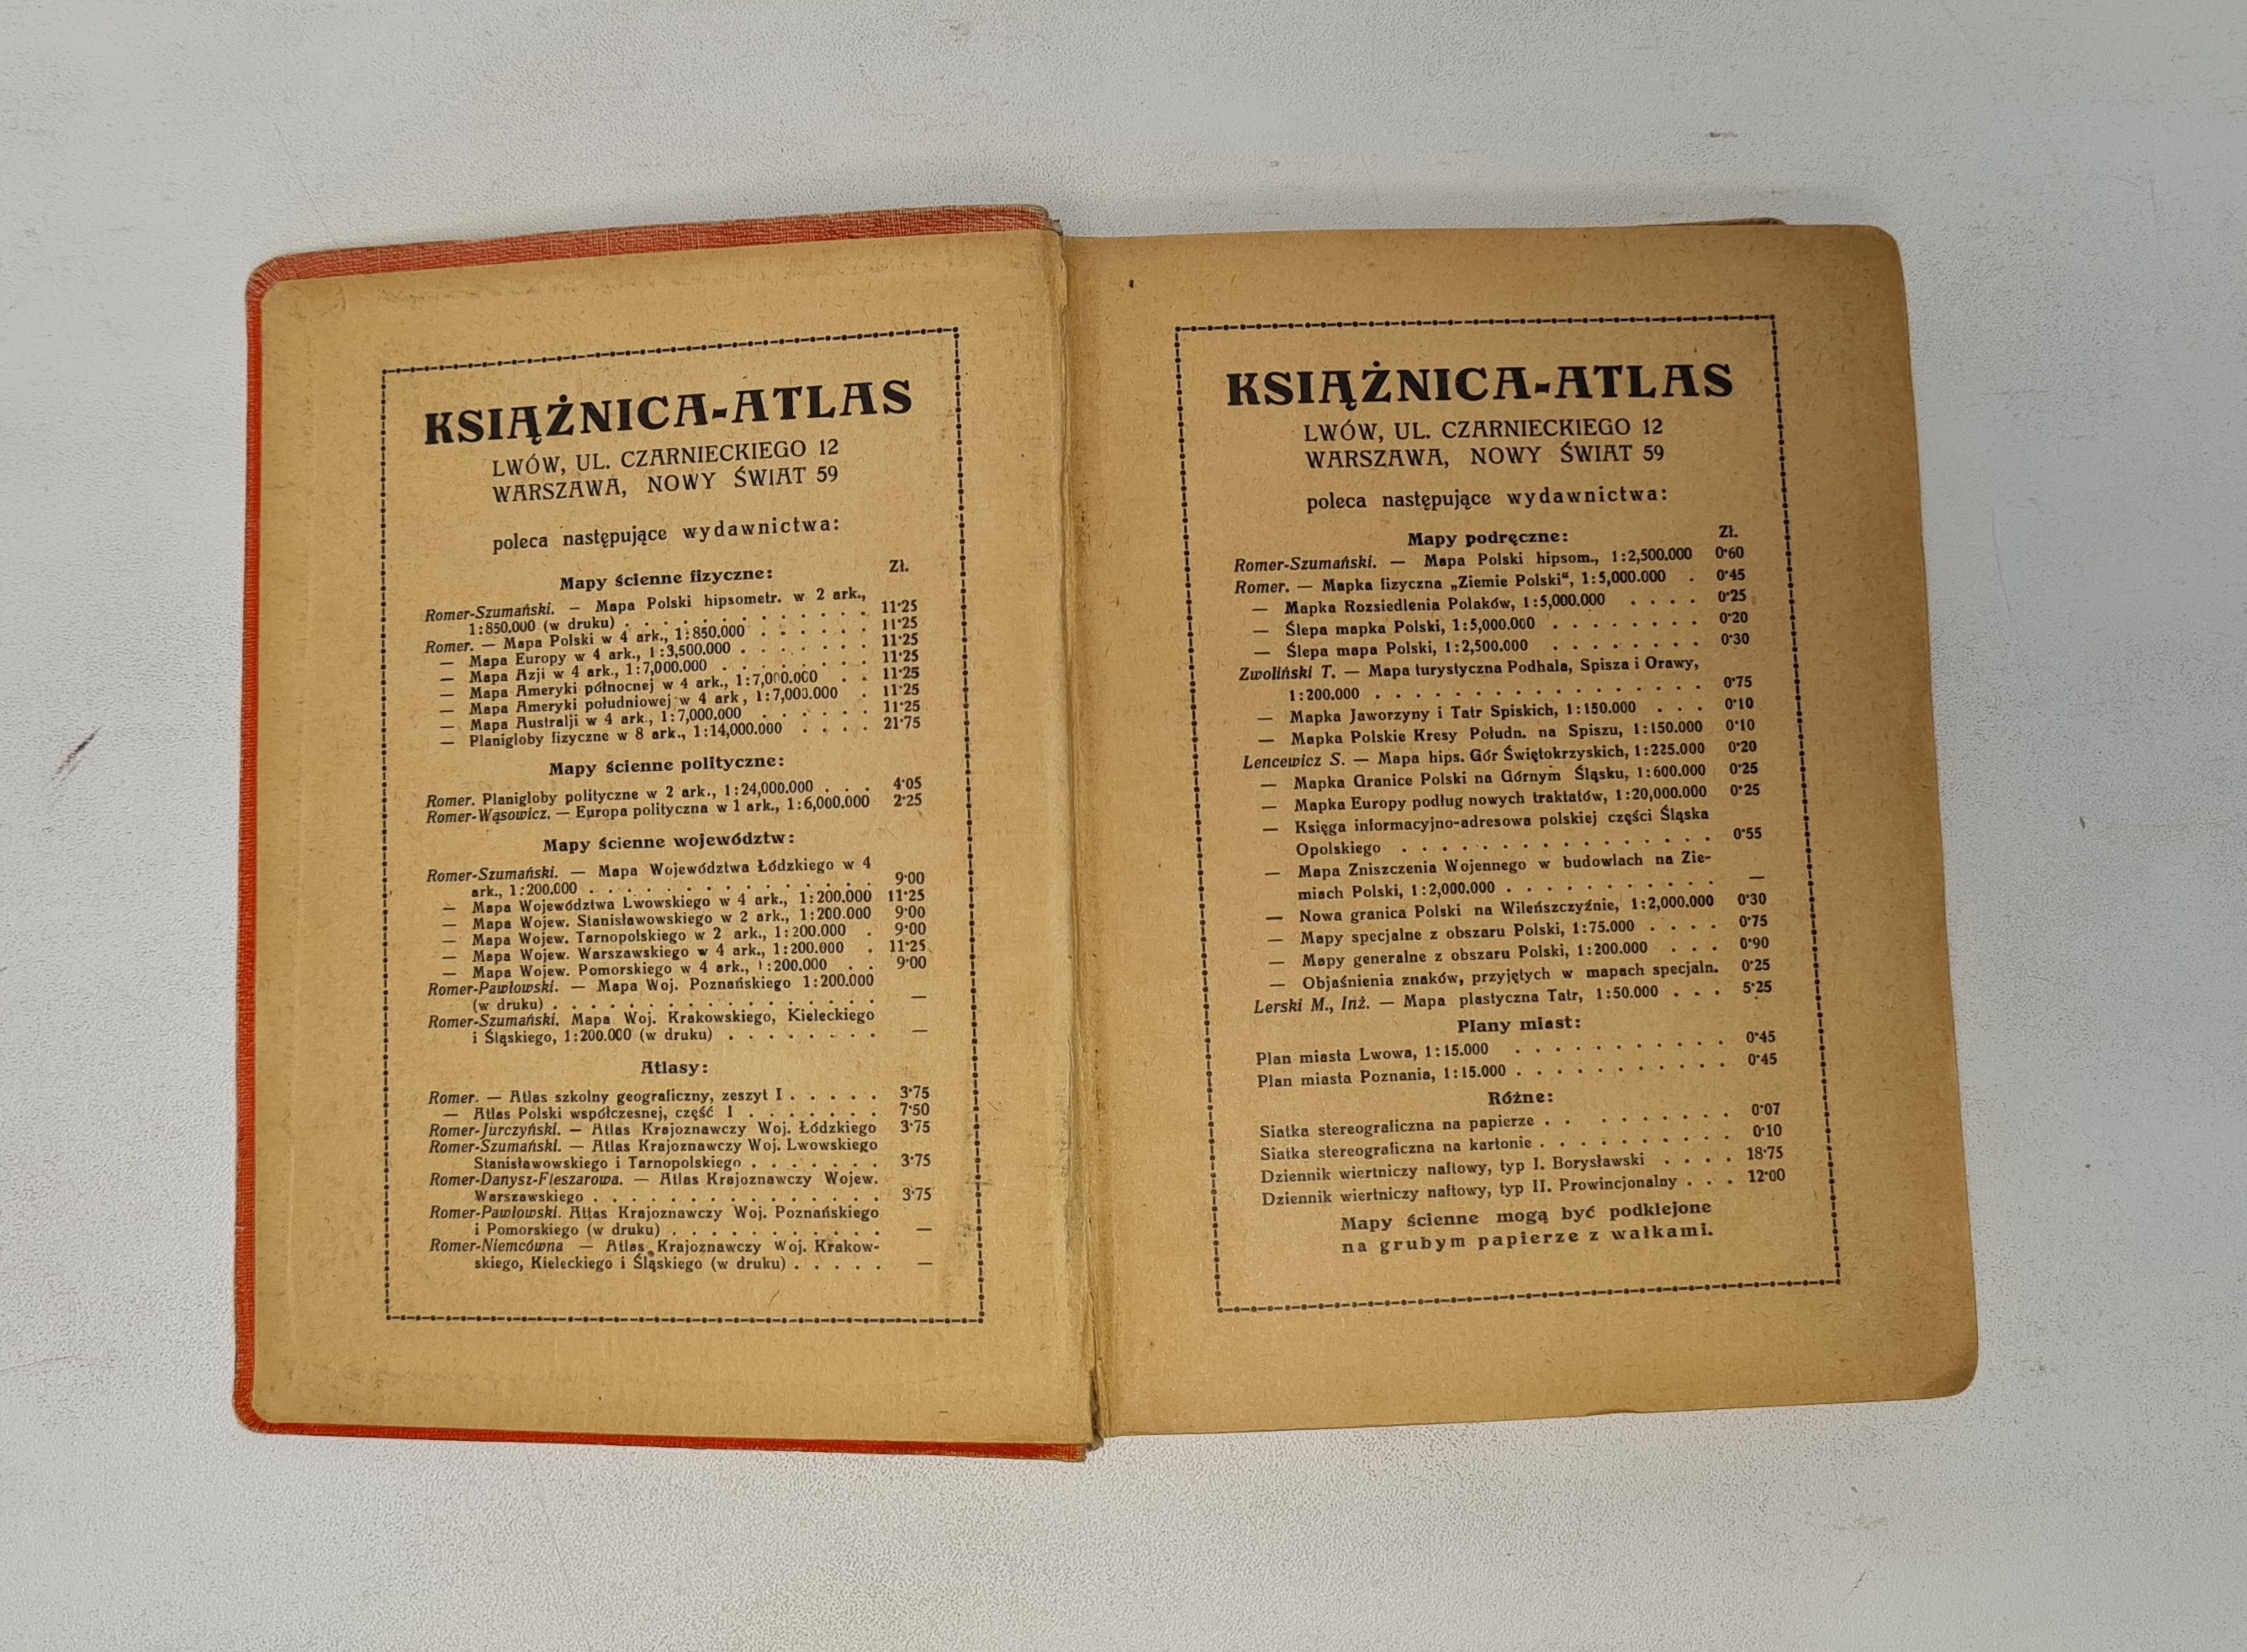 KSIĄŻNICA-ATLAS
LWÓW, UL. CZARNIECKIEGO 12
WARSZAWA, NOWY ŚWIAT 59
poleca następujące wydawnictwa:
Mapy ścienne fizyczne: Zł.
Romer-Szumański. — Mapa Polski hipsometr. w 2 ark.,
1:850.000 (w druku) . . . . . . . . . . . . . 11·25
Romer. — Mapa Polski w 4 ark., 1:850.000 . . . . . . 11·25
— Mapa Europy w 4 ark., 1:3,500.000 . . . . . . . 11·25
— Mapa Azji w 4 ark., 1:7,000.000 . . . . . . . . 11·25
— Mapa Ameryki północnej w 4 ark., 1:7,000.000 . . 11·25
— Mapa Ameryki południowej w 4 ark, 1:7,000.000 . 11·25
— Mapa Australji w 4 ark., 1:7,000.000 . . . . . . 11·25
— Planigloby fizyczne w 8 ark., 1:14,000.000 . . . . 21·75
Mapy ścienne polityczne:
Romer. Planigloby polityczne w 2 ark., 1:24,000.000 . . . 4·05
Romer-Wąsowicz. — Europa polityczna w 1 ark., 1:6,000.000 2·25
Mapy ścienne województw:
Romer-Szumański. — Mapa Województwa Łódzkiego w 4
ark., 1:200.000 . . . . . . . . . . . . . . . 9·00
— Mapa Województwa Lwowskiego w 4 ark., 1:200.000 11·25
— Mapa Wojew. Stanisławowskiego w 2 ark., 1:200.000 9·00
— Mapa Wojew. Tarnopolskiego w 2 ark., 1:200.000 . 9·00
— Mapa Wojew. Warszawskiego w 4 ark., 1:200.000 . 11·25
— Mapa Wojew. Pomorskiego w 4 ark., 1:200.000 . . 9·00
Romer-Pawłowski. — Mapa Woj. Poznańskiego 1:200.000
(w druku) . . . . . . . . . . . . . . . . . —
Romer-Szumański. Mapa Woj. Krakowskiego, Kieleckiego
i Śląskiego, 1:200.000 (w druku) . . . . . . . . —
Atlasy:
Romer. — Atlas szkolny geograficzny, zeszyt I . . . . . 3·75
— Atlas Polski współczesnej, część I . . . . . . . 7·50
Romer-Jurczyński. — Atlas Krajoznawczy Woj. Łódzkiego 3·75
Romer-Szumański. — Atlas Krajoznawczy Woj. Lwowskiego
Stanisławowskiego i Tarnopolskiego . . . . . . . 3·75
Romer-Danysz-Fleszarowa. — Atlas Krajoznawczy Wojew.
Warszawskiego . . . . . . . . . . . . . . . 3·75
Romer-Pawłowski. Atlas Krajoznawczy Woj. Poznańskiego
i Pomorskiego (w druku) . . . . . . . . . . . —
Romer-Niemcówna — Atlas Krajoznawczy Woj. Krakow-
skiego, Kieleckiego i Śląskiego (w druku) . . . . . —
KSIĄŻNICA-ATLAS
LWÓW, UL. CZARNIECKIEGO 12
WARSZAWA, NOWY ŚWIAT 59
poleca następujące wydawnictwa:
Mapy podręczne: Zł.
Romer-Szumański. — Mapa Polski hipsom., 1:2,500.000 0·60
Romer. — Mapka fizyczna „Ziemie Polski“, 1:5,000.000 . 0·45
— Mapka Rozsiedlenia Polaków, 1:5,000.000 . . . . 0·25
— Ślepa mapka Polski, 1:5,000.000 . . . . . . . . 0·20
— Ślepa mapa Polski, 1:2,500.000 . . . . . . . . 0·30
Zwoliński T. — Mapa turystyczna Podhala, Spisza i Orawy,
1:200.000 . . . . . . . . . . . . . . . . . 0·75
— Mapka Jaworzyny i Tatr Spiskich, 1:150.000 . . . 0·10
— Mapka Polskie Kresy Połudn. na Spiszu, 1:150.000 0·10
Lencewicz S. — Mapa hips. Gór Świętokrzyskich, 1:225.000 0·20
— Mapka Granice Polski na Górnym Śląsku, 1:600.000 0·25
— Mapka Europy podług nowych traktatów, 1:20,000.000 0·25
— Księga informacyjno-adresowa polskiej części Śląska
Opolskiego . . . . . . . . . . . . . . . . 0·55
— Mapa Zniszczenia Wojennego w budowlach na Zie-
miach Polski, 1:2,000.000 . . . . . . . . . . . —
— Nowa granica Polski na Wileńszczyźnie, 1:2,000.000 0·30
— Mapy specjalne z obszaru Polski, 1:75.000 . . . . 0·75
— Mapy generalne z obszaru Polski, 1:200.000 . . . 0·90
— Objaśnienia znaków, przyjętych w mapach specjaln. 0·25
Lerski M., Inż. — Mapa plastyczna Tatr, 1:50.000 . . . 5·25
Plany miast:
Plan miasta Lwowa, 1:15.000 . . . . . . . . . . . 0·45
Plan miasta Poznania, 1:15.000 . . . . . . . . . . . 0·45
Różne:
Siatka stereograficzna na papierze . . . . . . . . . 0·07
Siatka stereograficzna na kartonie . . . . . . . . . . 0·10
Dziennik wiertniczy naftowy, typ I. Borysławski . . . . 18·75
Dziennik wiertniczy naftowy, typ II. Prowincjonalny . . . 12·00
Mapy ścienne mogą być podklejone
na grubym papierze z wałkami.